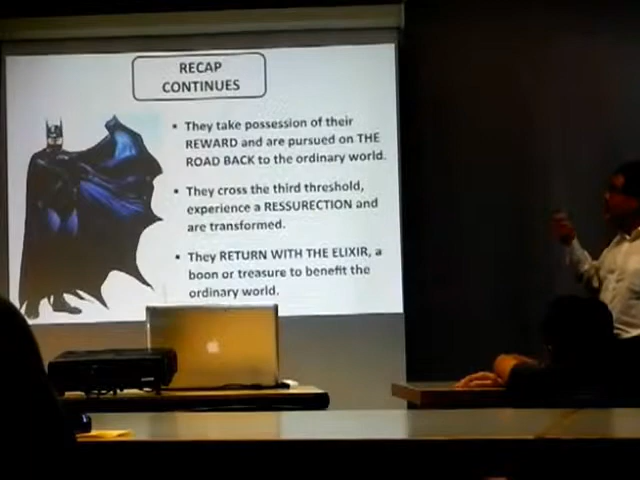 RECAP
CONTINUES
▪ They take possession of their
REWARD and are pursued on THE
ROAD BACK to the ordinary world.
▪ They cross the third threshold,
experience a RESSURECTION and
are transformed.
▪ They RETURN WITH THE ELIXIR, a
boon or treasure to benefit the
ordinary world.